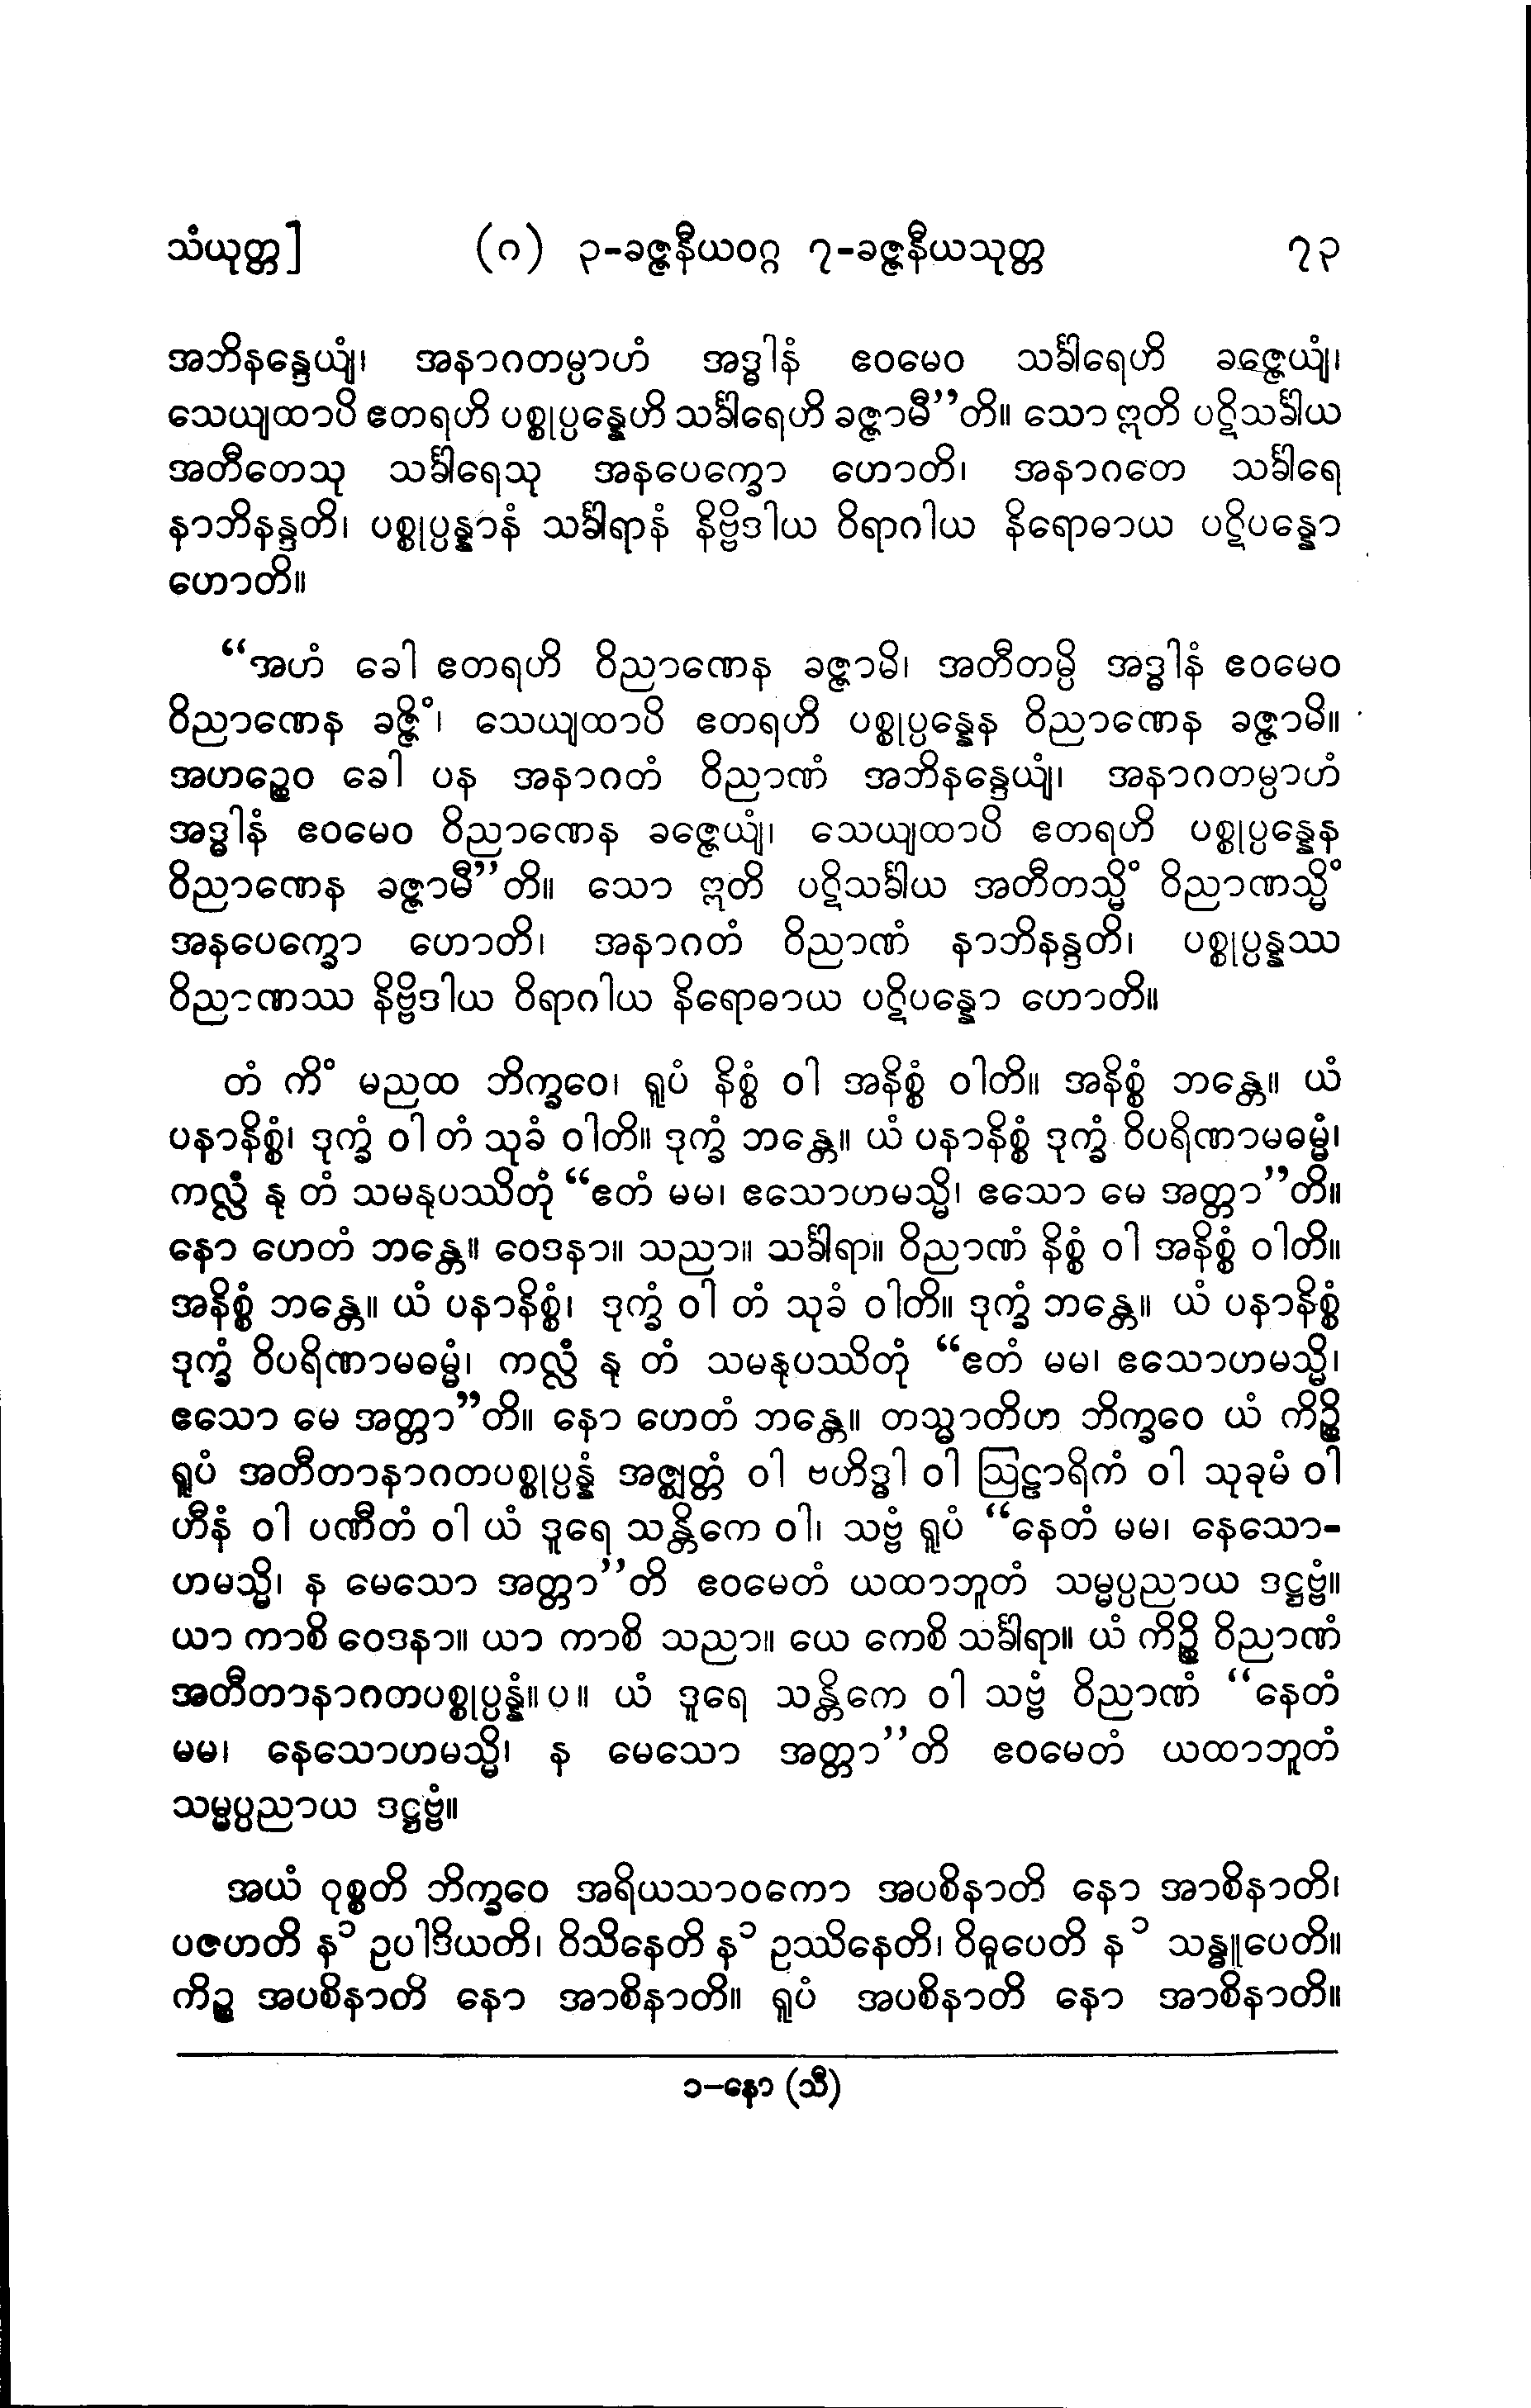 သံယုတ္တ]	(ဂ) ၃-ခဇ္ဇနီယဝဂ္ဂ ၇-ခဇ္ဇနီယသုတ္တ	၇၃
အဘိနန္ဒေယျံ၊ အနာဂတမ္ပာဟံ အဒ္ဓါနံ ဧဝမေဝ သင်္ခါရေဟိ ခဇ္ဇေယျံ၊
သေယျထာပိ ဧတရဟိ ပစ္စုပ္ပန္နေဟိ သင်္ခါရေဟိ ခဇ္ဇာမီ”တိ။ သော ဣတိ ပဋိသင်္ခါယ
အတီတေသု သင်္ခါရေသု အနပေက္ခော ဟောတိ၊ အနာဂတေ သင်္ခါရေ
နာဘိနန္ဒတိ၊ ပစ္စုပ္ပန္နာနံ သင်္ခါရာနံ နိဗ္ဗိဒါယ ဝိရာဂါယ နိရောဓာယ ပဋိပန္နော
ဟောတိ။
“အဟံ ခေါ ဧတရဟိ ဝိညာဏေန ခဇ္ဇာမိ၊ အတီတမ္ပိ အဒ္ဓါနံ ဧဝမေဝ
ဝိညာဏေန ခဇ္ဇိံ၊ သေယျထာပိ ဧတရဟိ ပစ္စုပ္ပန္နေန ဝိညာဏေန ခဇ္ဇာမိ။
အဟဉ္စေဝ ခေါ ပန အနာဂတံ ဝိညာဏံ အဘိနန္ဒေယျံ၊ အနာဂတမ္ပာဟံ
အဒ္ဓါနံ ဧဝမေဝ ဝိညာဏေန ခဇ္ဇေယျံ၊ သေယျထာပိ ဧတရဟိ ပစ္စုပ္ပန္နေန
ဝိညာဏေန ခဇ္ဇာမီ”တိ။ သော ဣတိ ပဋိသင်္ခါယ အတီတသ္မိံ ဝိညာဏသ္မိံ
အနပေက္ခော ဟောတိ၊ အနာဂတံ ဝိညာဏံ နာဘိနန္ဒတိ၊ ပစ္စုပ္ပန္နဿ
ဝိညာဏဿ နိဗ္ဗိဒါယ ဝိရာဂါယ နိရောဓာယ ပဋိပန္နော ဟောတိ။
တံ ကိံ မညထ ဘိက္ခဝေ၊ ရူပံ နိစ္စံ ဝါ အနိစ္စံ ဝါတိ။ အနိစ္စံ ဘန္တေ။ ယံ
ပနာနိစ္စံ၊ ဒုက္ခံ ဝါ တံ သုခံ ဝါတိ။ ဒုက္ခံ ဘန္တေ။ ယံ ပနာနိစ္စံ ဒုက္ခံ ဝိပရိဏာမဓမ္မံ၊
ကလ္လံ နု တံ သမနုပဿိတုံ “ဧတံ မမ၊ ဧသောဟမသ္မိ၊ ဧသော မေ အတ္တာ”တိ။
နော ဟေတံ ဘန္တေ။ ဝေဒနာ။ သညာ။ သင်္ခါရာ။ ဝိညာဏံ နိစ္စံ ဝါ အနိစ္စံ ဝါတိ။
အနိစ္စံ ဘန္တေ။ ယံ ပနာနိစ္စံ၊ ဒုက္ခံ ဝါ တံ သုခံ ဝါတိ။ ဒုက္ခံ ဘန္တေ။ ယံ ပနာနိစ္စံ
ဒုက္ခံ ဝိပရိဏာမဓမ္မံ၊ ကလ္လံ နု တံ သမနုပဿိတုံ “ဧတံ မမ၊ ဧသောဟမသ္မိ၊
ဧသော မေ အတ္တာ”တိ။ နော ဟေတံ ဘန္တေ။ တသ္မာတိဟ ဘိက္ခဝေ ယံ ကိဉ္စိ
ရူပံ အတီတာနာဂတပစ္စုပ္ပန္နံ အဇ္ဈတ္တံ ဝါ ဗဟိဒ္ဓါ ဝါ ဩဠာရိကံ ဝါ သုခုမံ ဝါ
ဟီနံ ဝါ ပဏီတံ ဝါ ယံ ဒူရေ သန္တိကေ ဝါ၊ သဗ္ဗံ ရူပံ “နေတံ မမ၊ နေသော-
ဟမသ္မိ၊ န မေသော အတ္တာ”တိ ဧဝမေတံ ယထာဘူတံ သမ္မပ္ပညာယ ဒဋ္ဌဗ္ဗံ။
ယာ ကာစိ ဝေဒနာ။ ယာ ကာစိ သညာ။ ယေ ကေစိ သင်္ခါရာ။ ယံ ကိဉ္စိ ဝိညာဏံ
အတီတာနာဂတပစ္စုပ္ပန္နံ။ ပ။ ယံ ဒူရေ သန္တိကေ ဝါ သဗ္ဗံ ဝိညာဏံ “နေတံ
မမ၊ နေသောဟမသ္မိ၊ န မေသော အတ္တာ”တိ ဧဝမေတံ ယထာဘူတံ
သမ္မပ္ပညာယ ဒဋ္ဌဗ္ဗံ။
အယံ ဝုစ္စတိ ဘိက္ခဝေ အရိယသာဝကော အပစိနာတိ နော အာစိနာတိ၊
ပဇဟတိ န၁ ဥပါဒိယတိ၊ ဝိသိနေတိ န၁ ဥဿိနေတိ၊ ဝိဓူပေတိ န၁ သန္ဓူပေတိ။
ကိဉ္စ အပစိနာတိ နော အာစိနာတိ။ ရူပံ အပစိနာတိ နော အာစိနာတိ။
၁–နော (သီ)